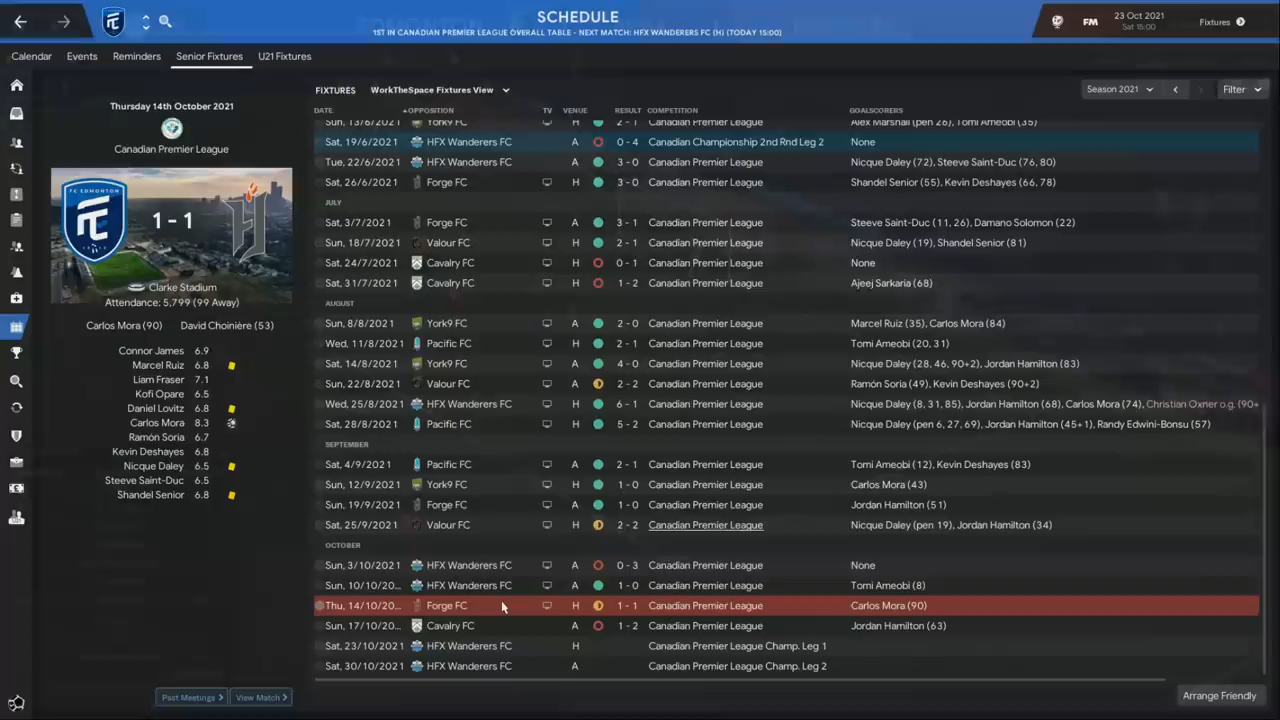 SCHEDULE
1ST IN CANADIAN PREMIER LEAGUE OVERALL TABLE - NEXT MATCH: HFX WANDERERS FC (H) (TODAY 15:00)
FM
23 Oct 2021
Sat 15:00
Fixtures
Calendar Events Reminders Senior Fixtures U21 Fixtures
Thursday 14th October 2021
Canadian Premier League
FC EDMONTON
1 - 1
Clarke Stadium
Attendance: 5,799 (99 Away)
Carlos Mora (90) David Choinière (53)
Connor James 6.9
Marcel Ruiz 6.8
Liam Fraser 7.1
Kofi Opare 6.5
Daniel Lovitz 6.8
Carlos Mora 8.3
Ramón Soria 6.7
Kevin Deshayes 6.8
Nicque Daley 6.5
Steeve Saint-Duc 6.5
Shandel Senior 6.8
Past Meetings > View Match >
FIXTURES WorkTheSpace Fixtures View
Season 2021 Filter
DATE OPPOSITION TV VENUE RESULT COMPETITION GOALSCORERS
Sun, 13/6/2021 York9 FC H 2 - 1 Canadian Premier League Alex Marshall (pen 26), Tomi Ameobi (35)
Sat, 19/6/2021 HFX Wanderers FC A 0 - 4 Canadian Championship 2nd Rnd Leg 2 None
Tue, 22/6/2021 HFX Wanderers FC A 3 - 0 Canadian Premier League Nicque Daley (72), Steeve Saint-Duc (76, 80)
Sat, 26/6/2021 Forge FC H 3 - 0 Canadian Premier League Shandel Senior (55), Kevin Deshayes (66, 78)
JULY
Sat, 3/7/2021 Forge FC A 3 - 1 Canadian Premier League Steeve Saint-Duc (11, 26), Damano Solomon (22)
Sun, 18/7/2021 Valour FC H 2 - 1 Canadian Premier League Nicque Daley (19), Shandel Senior (81)
Sat, 24/7/2021 Cavalry FC H 0 - 1 Canadian Premier League None
Sat, 31/7/2021 Cavalry FC H 1 - 2 Canadian Premier League Ajeej Sarkaria (68)
AUGUST
Sun, 8/8/2021 York9 FC A 2 - 0 Canadian Premier League Marcel Ruiz (35), Carlos Mora (84)
Wed, 11/8/2021 Pacific FC H 2 - 1 Canadian Premier League Tomi Ameobi (20, 31)
Sat, 14/8/2021 York9 FC A 4 - 0 Canadian Premier League Nicque Daley (28, 46, 90+2), Jordan Hamilton (83)
Sun, 22/8/2021 Valour FC A 2 - 2 Canadian Premier League Ramón Soria (49), Kevin Deshayes (90+2)
Wed, 25/8/2021 HFX Wanderers FC H 6 - 1 Canadian Premier League Nicque Daley (8, 31, 85), Jordan Hamilton (68), Carlos Mora (74), Christian Oxner o.g. (90+
Sat, 28/8/2021 Pacific FC H 5 - 2 Canadian Premier League Nicque Daley (pen 6, 27, 69), Jordan Hamilton (45+1), Randy Edwini-Bonsu (57)
SEPTEMBER
Sat, 4/9/2021 Pacific FC A 2 - 1 Canadian Premier League Tomi Ameobi (12), Kevin Deshayes (83)
Sun, 12/9/2021 York9 FC H 1 - 0 Canadian Premier League Carlos Mora (43)
Sun, 19/9/2021 Forge FC A 1 - 0 Canadian Premier League Jordan Hamilton (51)
Sat, 25/9/2021 Valour FC H 2 - 2 Canadian Premier League Nicque Daley (pen 19), Jordan Hamilton (34)
OCTOBER
Sun, 3/10/2021 HFX Wanderers FC A 0 - 3 Canadian Premier League None
Sun, 10/10/20... HFX Wanderers FC A 1 - 0 Canadian Premier League Tomi Ameobi (8)
Thu, 14/10/20... Forge FC H 1 - 1 Canadian Premier League Carlos Mora (90)
Sun, 17/10/20... Cavalry FC A 1 - 2 Canadian Premier League Jordan Hamilton (63)
Sat, 23/10/2021 HFX Wanderers FC H Canadian Premier League Champ. Leg 1
Sat, 30/10/2021 HFX Wanderers FC A Canadian Premier League Champ. Leg 2
Arrange Friendly